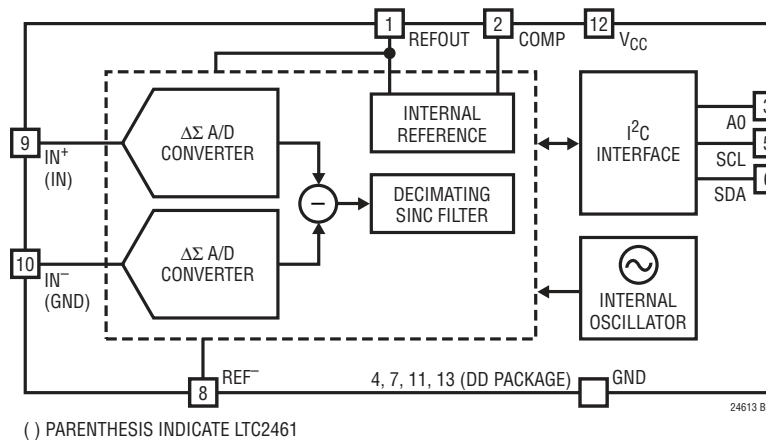 1
REFOUT
2
COMP
12
VCC
9
IN+
(IN)
ΔΣ A/D
CONVERTER
INTERNAL
REFERENCE
I2C
INTERFACE
A0
SCL
SDA
5
DECIMATING
SINC FILTER
−
10
IN−
(GND)
ΔΣ A/D
CONVERTER
INTERNAL
OSCILLATOR
8
REF−
4, 7, 11, 13 (DD PACKAGE)
GND
24613 B
( ) PARENTHESIS INDICATE LTC2461